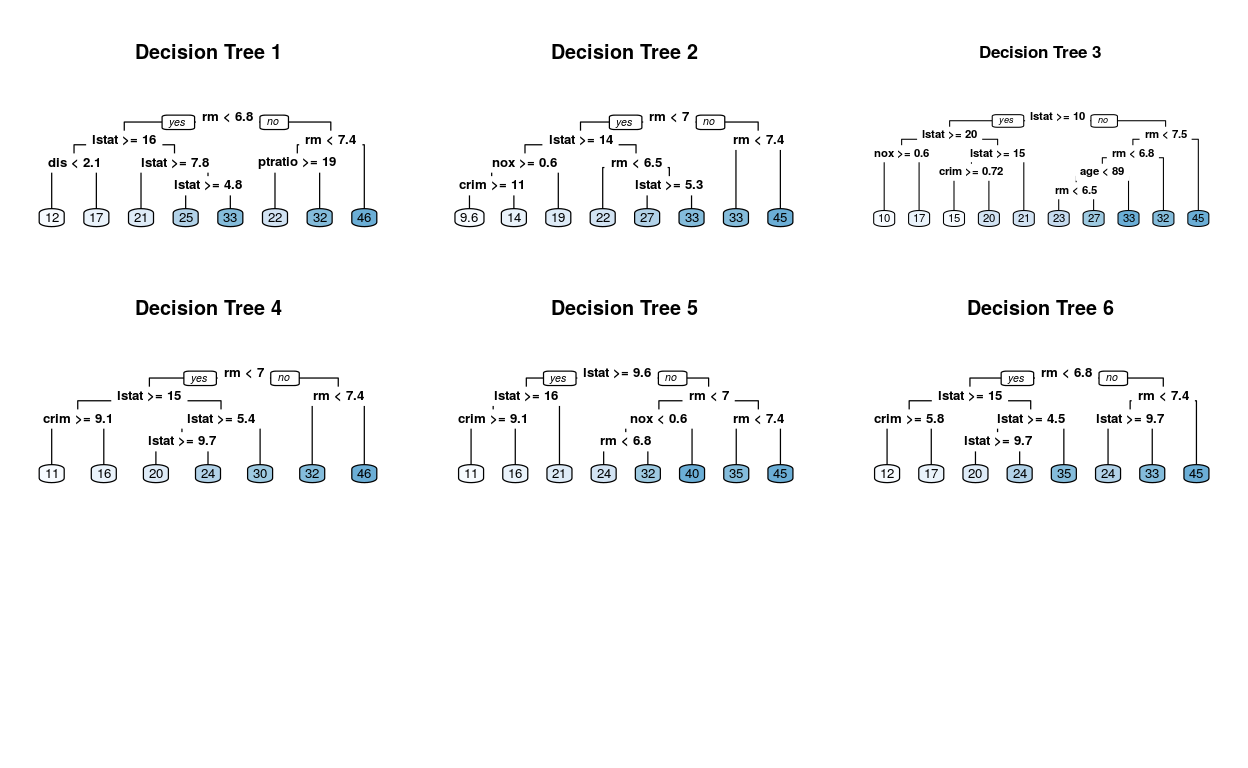 Decision Tree 1
yes rm < 6.8 no
lstat >= 16 rm < 7.4
dis < 2.1 lstat >= 7.8 ptratio >= 19
lstat >= 4.8
12 17 21 25 33 22 32 46
Decision Tree 2
yes rm < 7 no
lstat >= 14 rm < 7.4
nox >= 0.6 rm < 6.5
crim >= 11 lstat >= 5.3
9.6 14 19 22 27 33 33 45
Decision Tree 3
yes lstat >= 10 no
lstat >= 20 rm < 7.5
nox >= 0.6 lstat >= 15 rm < 6.8
crim >= 0.72 age < 89
rm < 6.5
10 17 15 20 21 23 27 33 32 45
Decision Tree 4
yes rm < 7 no
lstat >= 15 rm < 7.4
crim >= 9.1 lstat >= 5.4
lstat >= 9.7
11 16 20 24 30 32 46
Decision Tree 5
yes lstat >= 9.6 no
lstat >= 16 rm < 7
crim >= 9.1 nox < 0.6 rm < 7.4
rm < 6.8
11 16 21 24 32 40 35 45
Decision Tree 6
yes rm < 6.8 no
lstat >= 15 rm < 7.4
crim >= 5.8 lstat >= 4.5 lstat >= 9.7
lstat >= 9.7
12 17 20 24 35 24 33 45